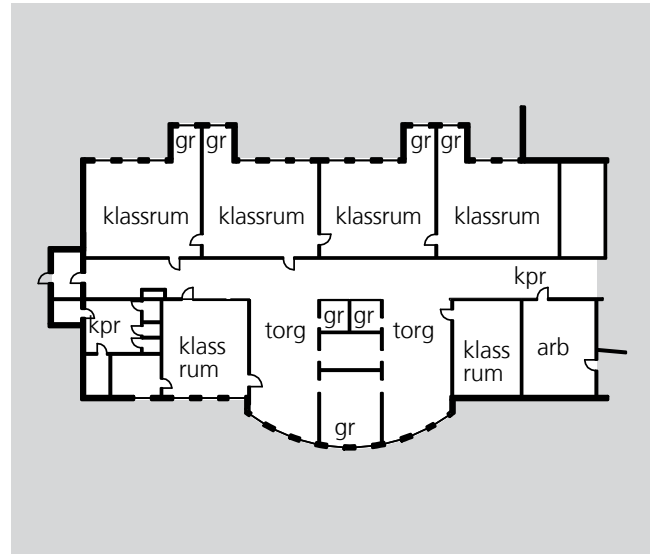 gr gr gr gr
klassrum klassrum klassrum klassrum
kpr
kpr torg gr gr torg
klass
rum
klass
rum
arb
gr